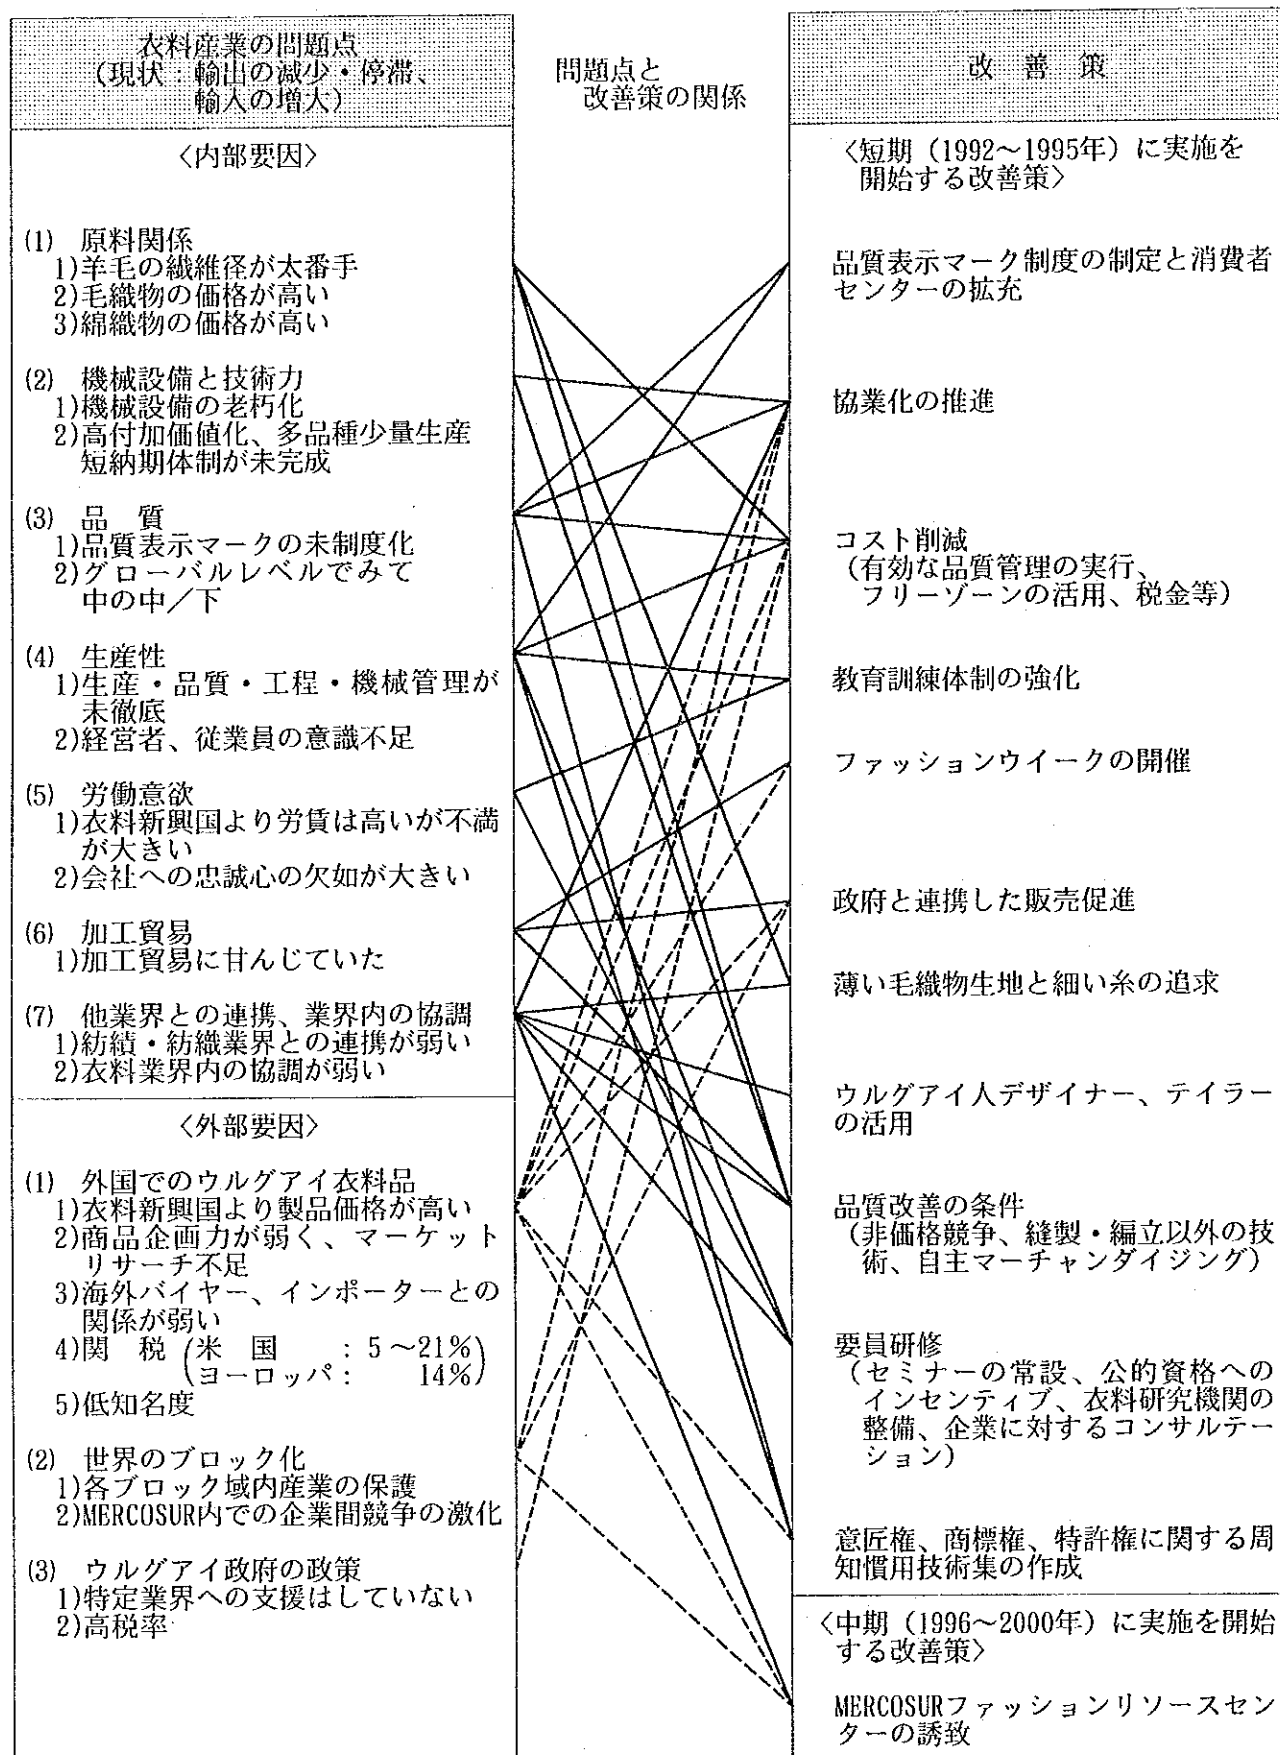 衣料産業の問題点
(現状：輸出の減少・停滞、
輸入の増大)
〈内部要因〉
(1) 原料関係
1)羊毛の繊維径が太番手
2)毛織物の価格が高い
3)綿織物の価格が高い
(2) 機械設備と技術力
1)機械設備の老朽化
2)高付加価値化、多品種少量生産
短納期体制が未完成
(3) 品　質
1)品質表示マークの未制度化
2)グローバルレベルでみて
中の中／下
(4) 生産性
1)生産・品質・工程・機械管理が
未徹底
2)経営者、従業員の意識不足
(5) 労働意欲
1)衣料新興国より労賃は高いが不満
が大きい
2)会社への忠誠心の欠如が大きい
(6) 加工貿易
1)加工貿易に甘んじていた
(7) 他業界との連携、業界内の協調
1)紡績・紡織業界との連携が弱い
2)衣料業界内の協調が弱い
〈外部要因〉
(1) 外国でのウルグアイ衣料品
1)衣料新興国より製品価格が高い
2)商品企画力が弱く、マーケット
リサーチ不足
3)海外バイヤー、インポーターとの
関係が弱い
4)関　税(米　国　：5～21%)
(ヨーロッパ：　14%)
5)低知名度
(2) 世界のブロック化
1)各ブロック域内産業の保護
2)MERCOSUR内での企業間競争の激化
(3) ウルグアイ政府の政策
1)特定業界への支援はしていない
2)高税率
問題点と
改善策の関係
改　善　策
〈短期（1992～1995年）に実施を
開始する改善策〉
品質表示マーク制度の制定と消費者
センターの拡充
協業化の推進
コスト削減
（有効な品質管理の実行、
フリーゾーンの活用、税金等）
教育訓練体制の強化
ファッションウイークの開催
政府と連携した販売促進
薄い毛織物生地と細い糸の追求
ウルグアイ人デザイナー、テイラー
の活用
品質改善の条件
（非価格競争、縫製・編立以外の技
術、自主マーチャンダイジング）
要員研修
（セミナーの常設、公的資格への
インセンティブ、衣料研究機関の
整備、企業に対するコンサルテー
ション）
意匠権、商標権、特許権に関する周
知慣用技術集の作成
〈中期（1996～2000年）に実施を開始
する改善策〉
MERCOSURファッションリソースセン
ターの誘致